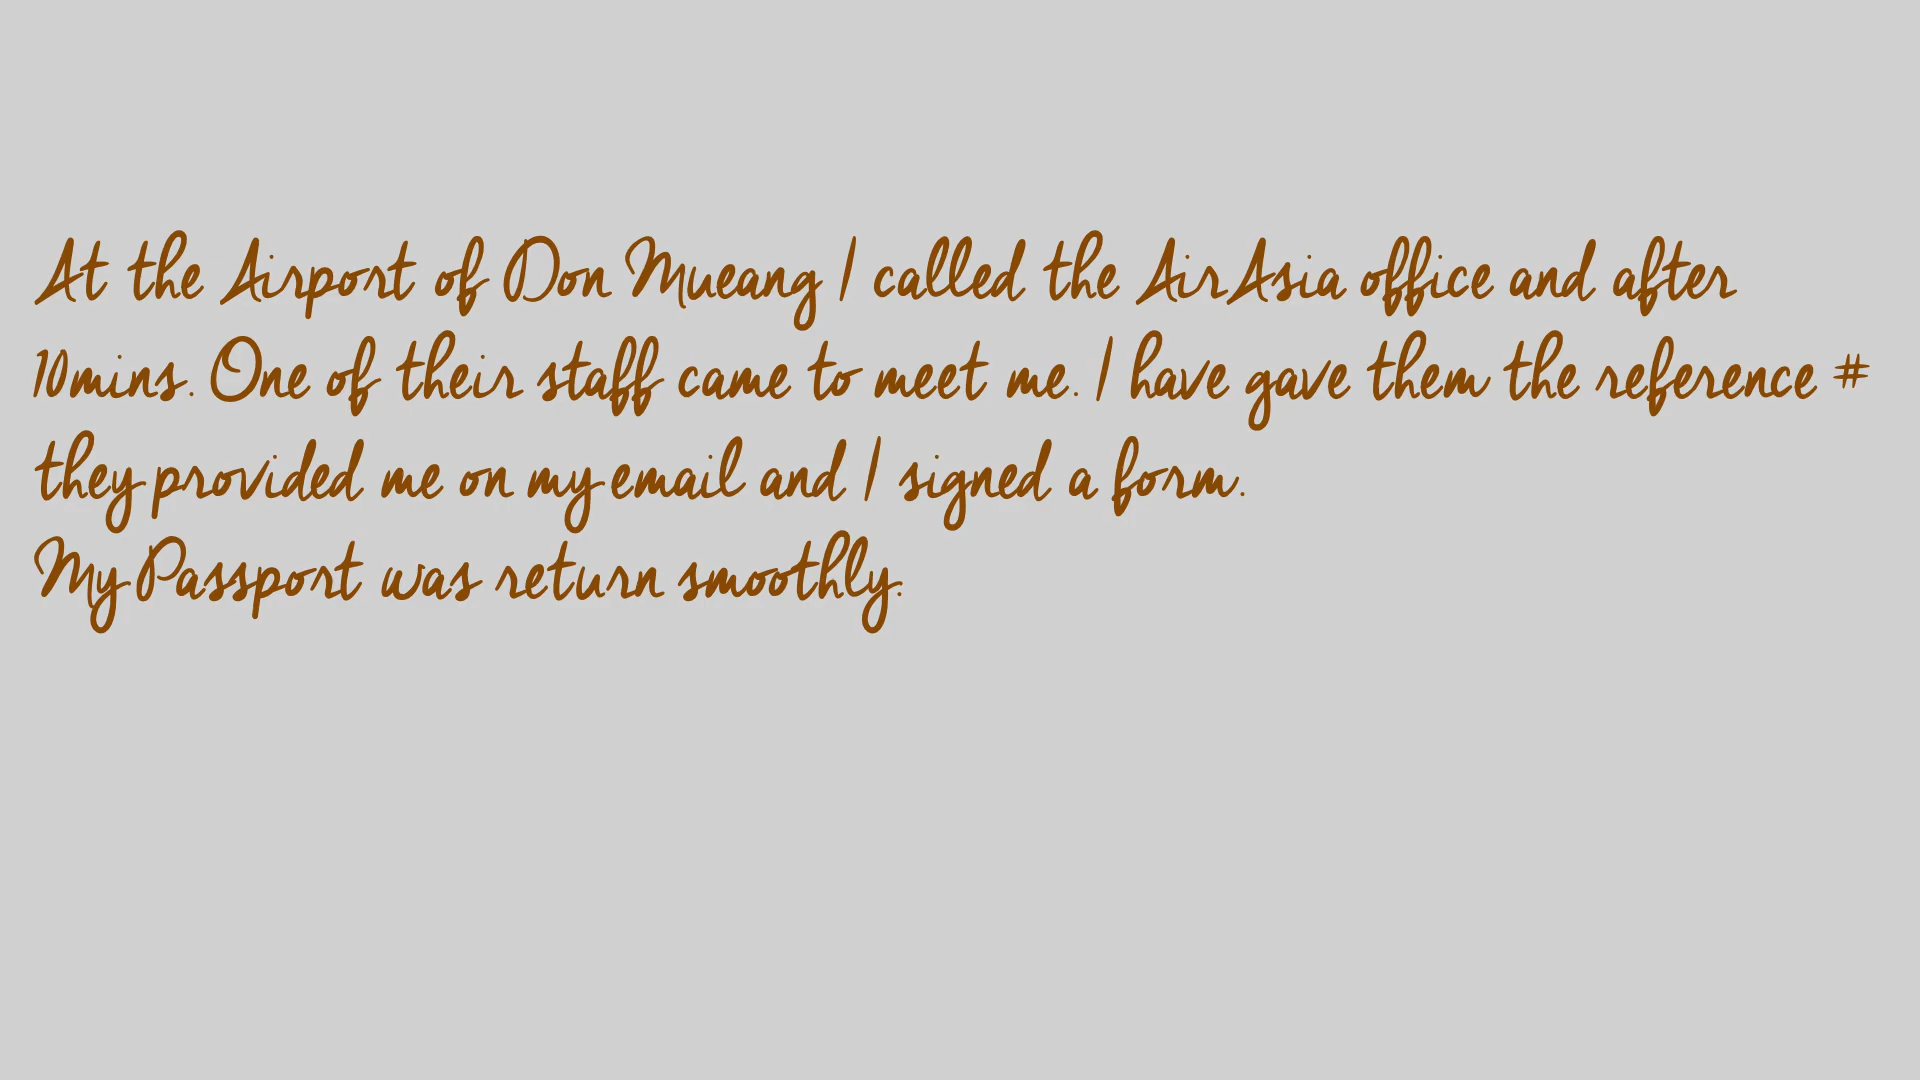 At the Airport of Don Mueang I called the AirAsia office and after
10mins. One of their staff came to meet me. I have gave them the reference #
they provided me on my email and I signed a form.
My Passport was return smoothly.